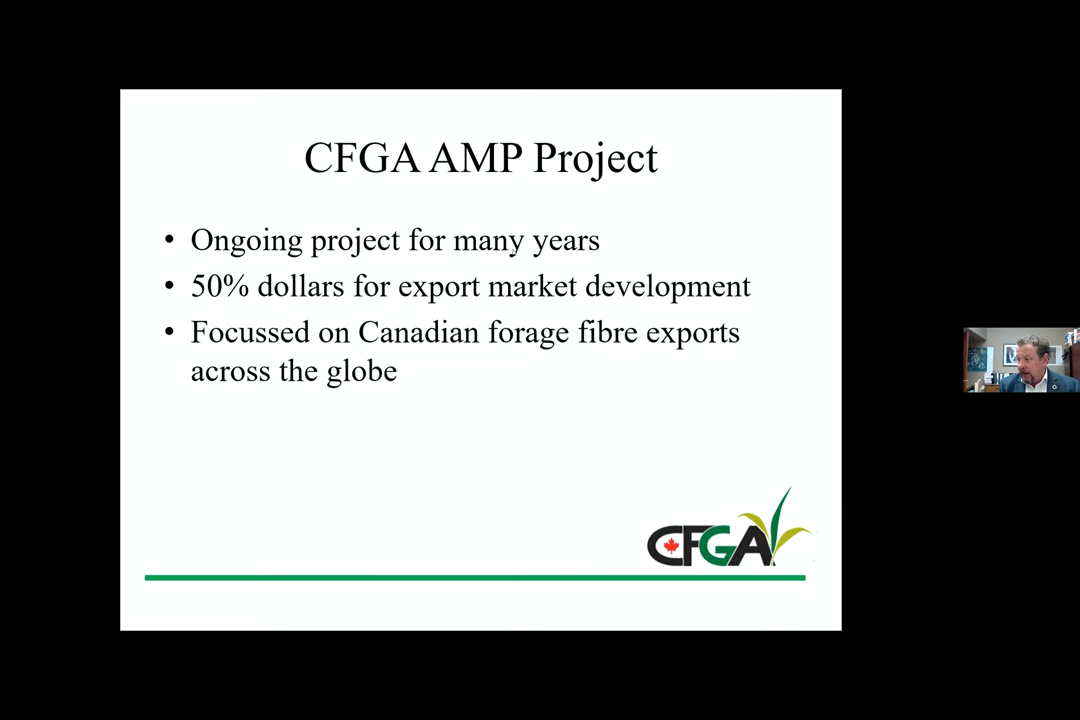 CFGA AMP Project
• Ongoing project for many years
• 50% dollars for export market development
• Focussed on Canadian forage fibre exports
across the globe
CFGA